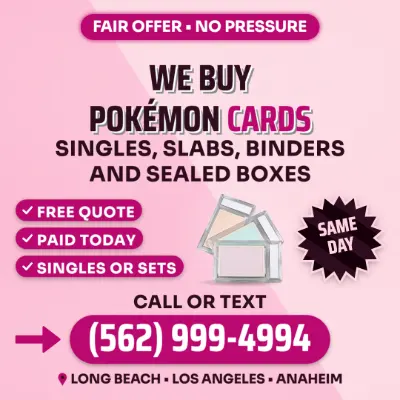 FAIR OFFER • NO PRESSURE
WE BUY
POKÉMON CARDS
SINGLES, SLABS, BINDERS
AND SEALED BOXES
FREE QUOTE
PAID TODAY
SINGLES OR SETS
SAME
DAY
CALL OR TEXT
(562) 999-4994
LONG BEACH • LOS ANGELES • ANAHEIM